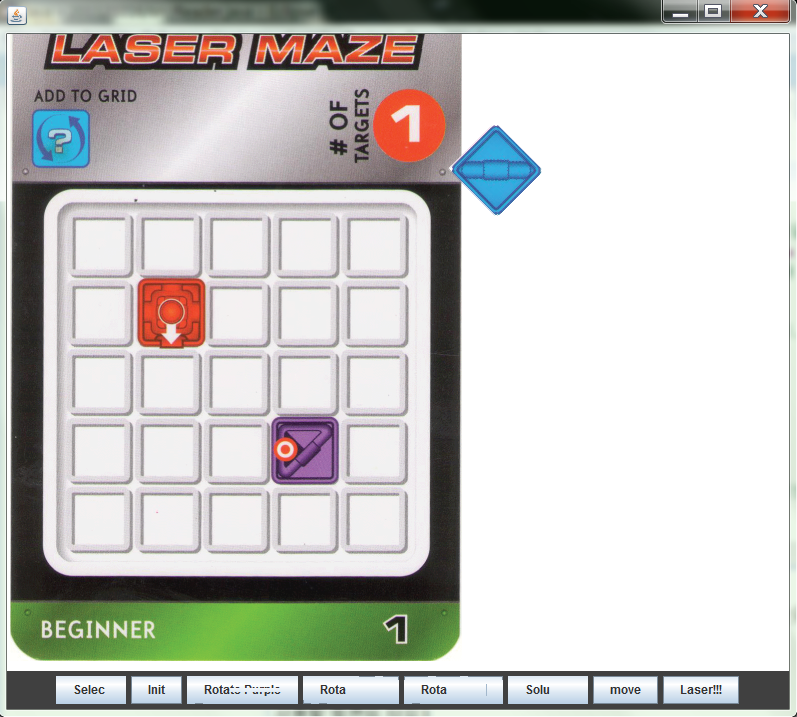 LASER MAZE
ADD TO GRID
?
# OF
TARGETS
1
BEGINNER
1
Selec
Init
Rotate Purple
Rota
Rota
Solu
move
Laser!!!